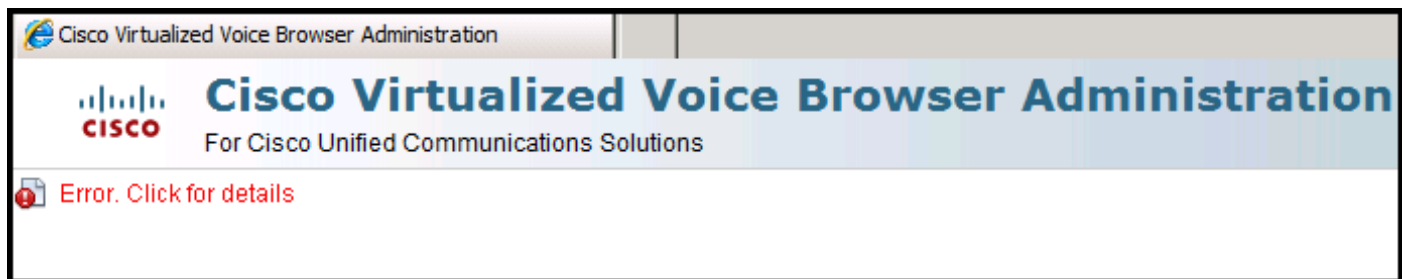 Cisco Virtualized Voice Browser Administration
Cisco Virtualized Voice Browser Administration
CISCO
For Cisco Unified Communications Solutions
Error. Click for details